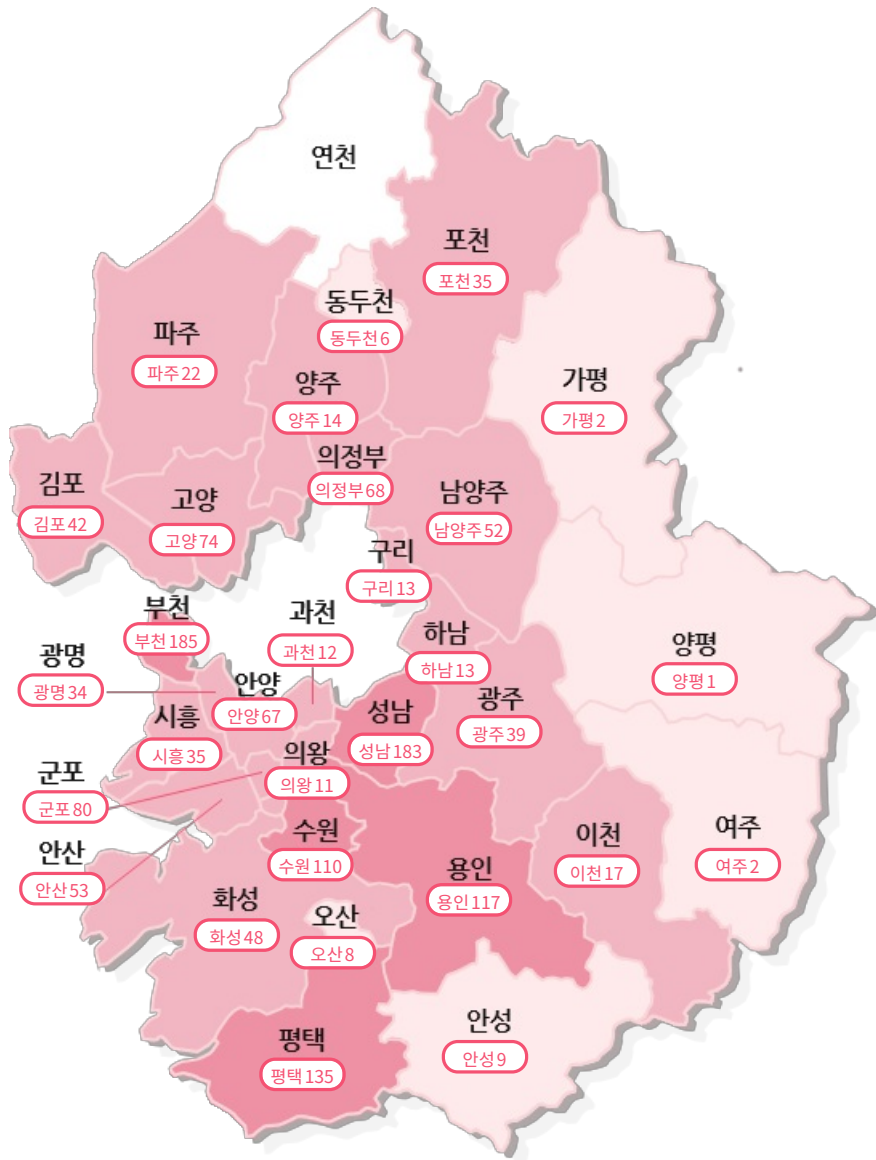 연천
포천
포천35
동두천
동두천6
파주
파주22
양주
양주14
가평
가평2
의정부
의정부68
김포
김포42
고양
고양74
남양주
남양주52
구리
구리13
부천
부천185
과천
과천12
하남
하남13
양평
양평1
광명
광명34
안양
안양67
시흥
시흥35
성남
성남183
광주
광주39
의왕
의왕11
군포
군포80
수원
수원110
이천
이천17
여주
여주2
안산
안산53
용인
용인117
화성
화성48
오산
오산8
안성
안성9
평택
평택135